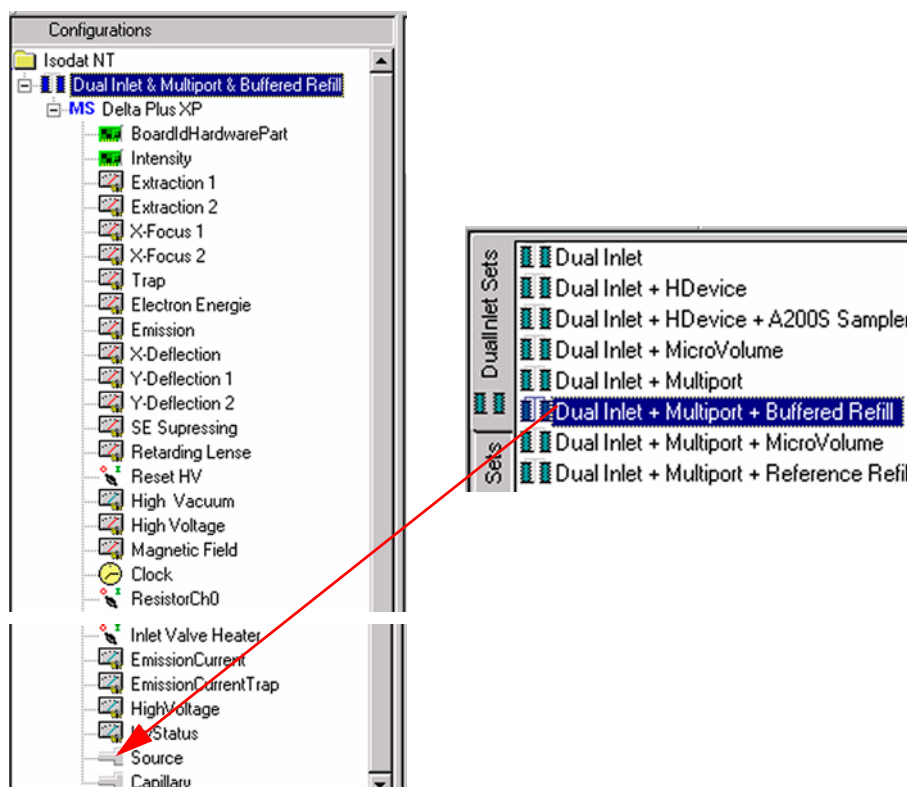 Configurations
Isodat NT
Dual Inlet & Multiport & Buffered Refill
MS Delta Plus XP
BoardIdHardwarePart
Intensity
Extraction 1
Extraction 2
X-Focus 1
X-Focus 2
Trap
Electron Energie
Emission
X-Deflection
Y-Deflection 1
Y-Deflection 2
SE Supressing
Retarding Lense
Reset HV
High Vacuum
High Voltage
Magnetic Field
Clock
ResistorCh0
Inlet Valve Heater
EmissionCurrent
EmissionCurrentTrap
HighVoltage
Status
Source
Capillary
DualInlet Sets
Sets
Dual Inlet
Dual Inlet + HDevice
Dual Inlet + HDevice + A200S Sampler
Dual Inlet + MicroVolume
Dual Inlet + Multiport
Dual Inlet + Multiport + Buffered Refill
Dual Inlet + Multiport + MicroVolume
Dual Inlet + Multiport + Reference Refil